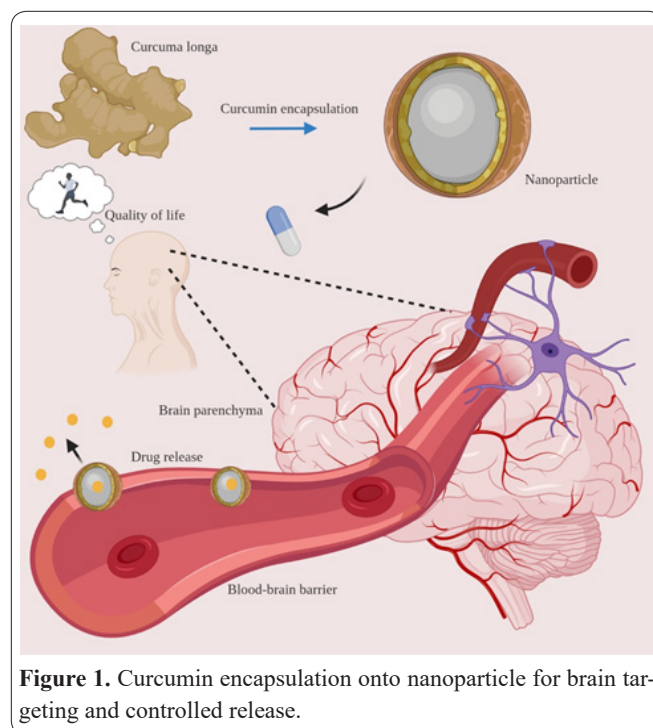 Curcuma longa
Curcumin encapsulation
Nanoparticle
Quality of life
Brain parenchyma
Drug release
Blood-brain barrier
Figure 1. Curcumin encapsulation onto nanoparticle for brain tar-
geting and controlled release.